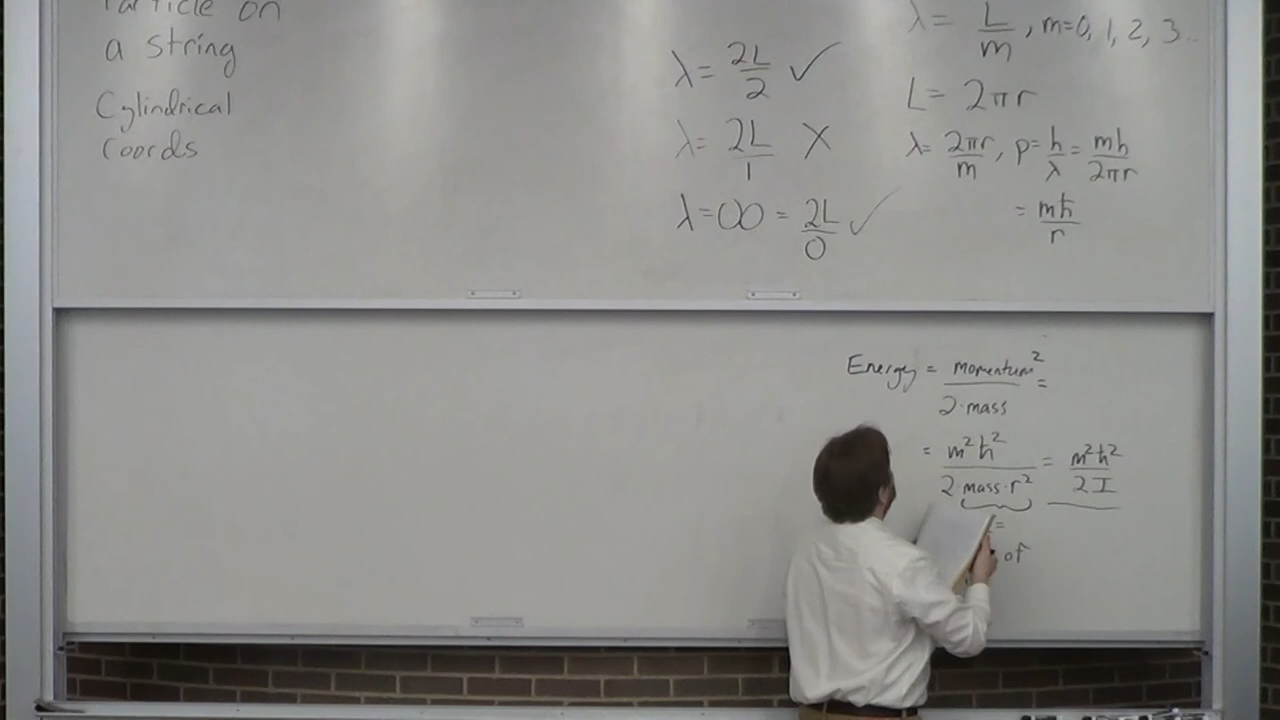 Particle on
a string
Cylindrical
Coords
λ = 2L/2 ✓
λ = 2L/1 X
λ = ∞ = 2L/0 ✓
λ = L/m , m=0, 1, 2, 3..
L = 2πr
λ = 2πr/m, p = h/λ = mh/2πr
= mħ/r
Energy = momentum²/2·mass =
= m²ħ²/2 mass·r² = m²ħ²/2I
=
of